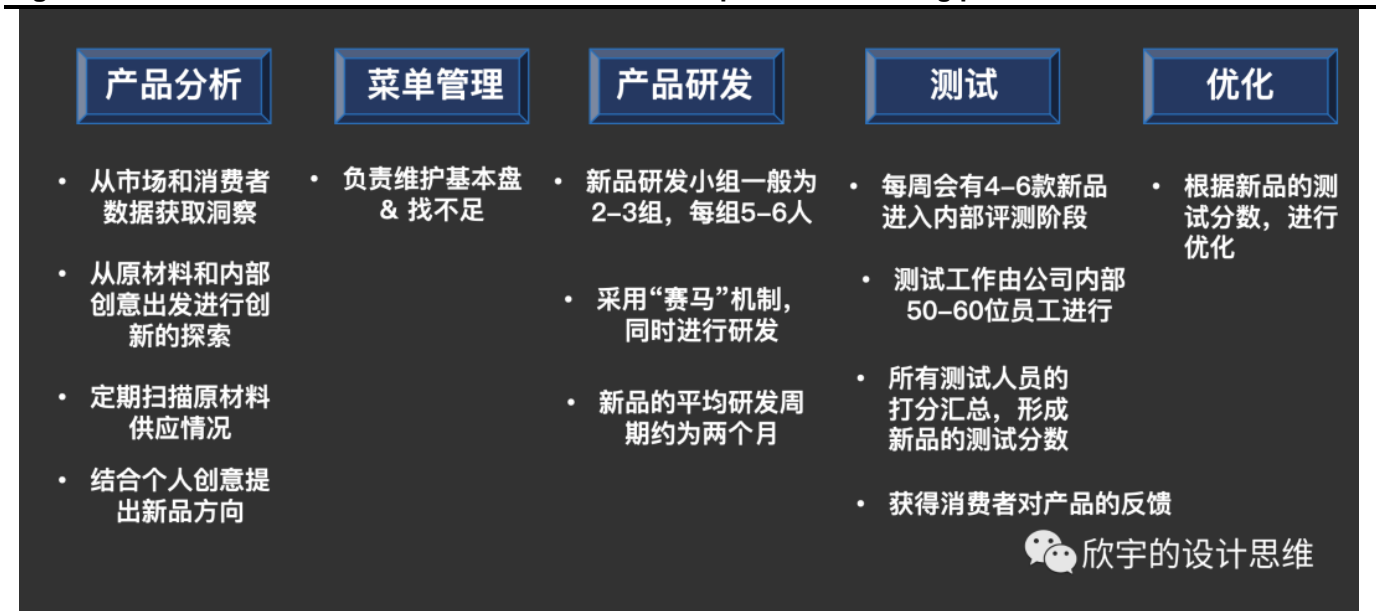 产品分析
从市场和消费者
数据获取洞察
从原材料和内部
创意出发进行创
新的探索
定期扫描原材料
供应情况
结合个人创意提
出新品方向
菜单管理
负责维护基本盘
& 找不足
产品研发
新品研发小组一般为
2-3组，每组5-6人
采用“赛马”机制，
同时进行研发
新品的平均研发周
期约为两个月
测试
每周会有4-6款新品
进入内部评测阶段
测试工作由公司内部
50-60位员工进行
所有测试人员的
打分汇总，形成
新品的测试分数
获得消费者对产品的反馈
优化
根据新品的测
试分数，进行
优化
欣宇的设计思维